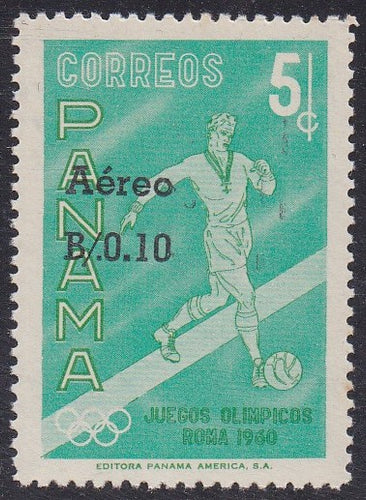 CORREOS
5¢
PANAMA
Aéreo
B/.0.10
JUEGOS OLIMPICOS
ROMA 1960
EDITORA PANAMA AMERICA, S.A.